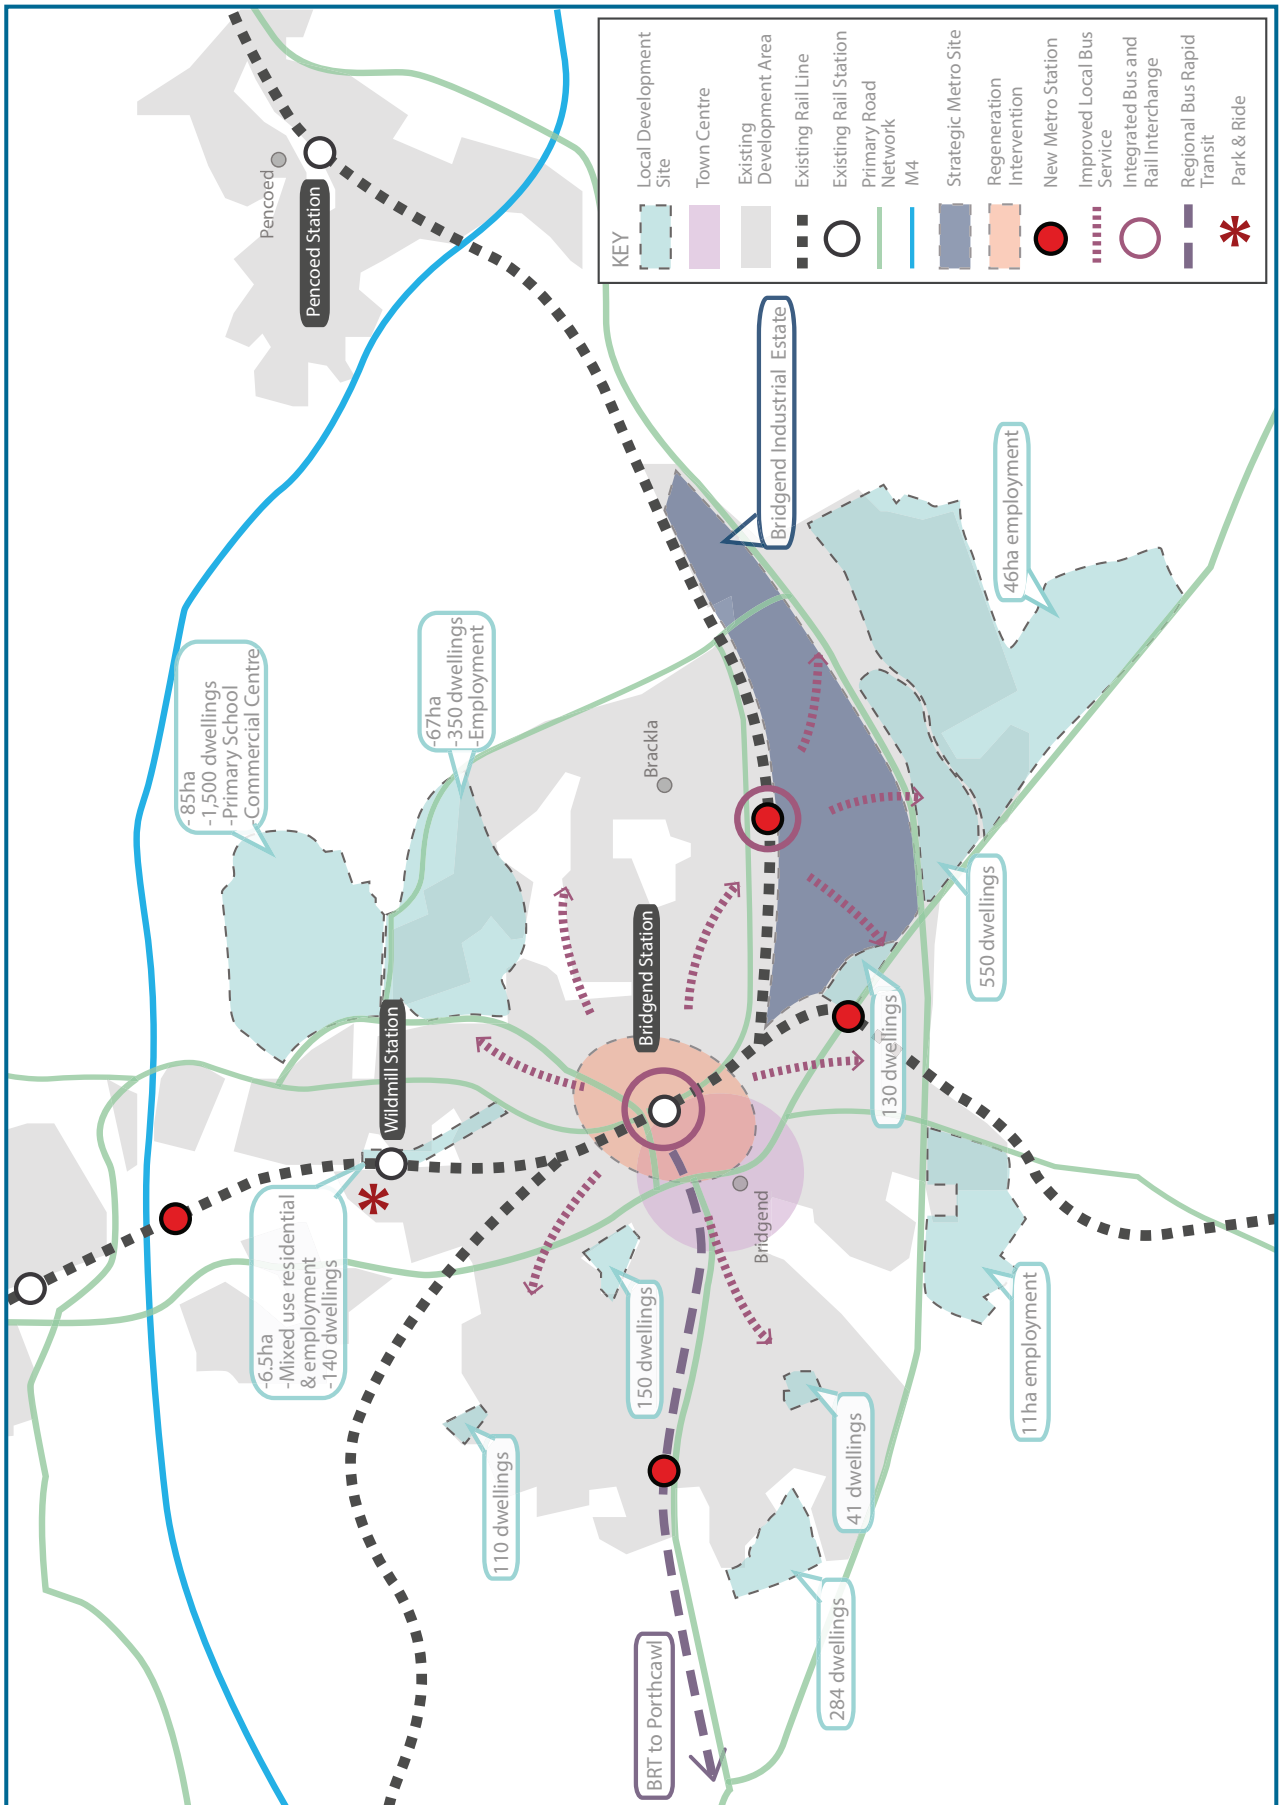 KEY
Local Development
Site
Town Centre
Existing
Development Area
Existing Rail Line
Existing Rail Station
Primary Road
Network
M4
Strategic Metro Site
Regeneration
Intervention
New Metro Station
Improved Local Bus
Service
Integrated Bus and
Rail Interchange
Regional Bus Rapid
Transit
Park & Ride
Pencoed
Pencoed Station
Bridgend Industrial Estate
46ha employment
- 85ha
-1,500 dwellings
-Primary School
-Commercial Centre
-67ha
-350 dwellings
-Employment
Brackla
Bridgend Station
Wildmill Station
550 dwellings
130 dwellings
-6.5ha
-Mixed use residential
& employment
-140 dwellings
Bridgend
150 dwellings
110 dwellings
41 dwellings
11ha employment
284 dwellings
BRT to Porthcawl